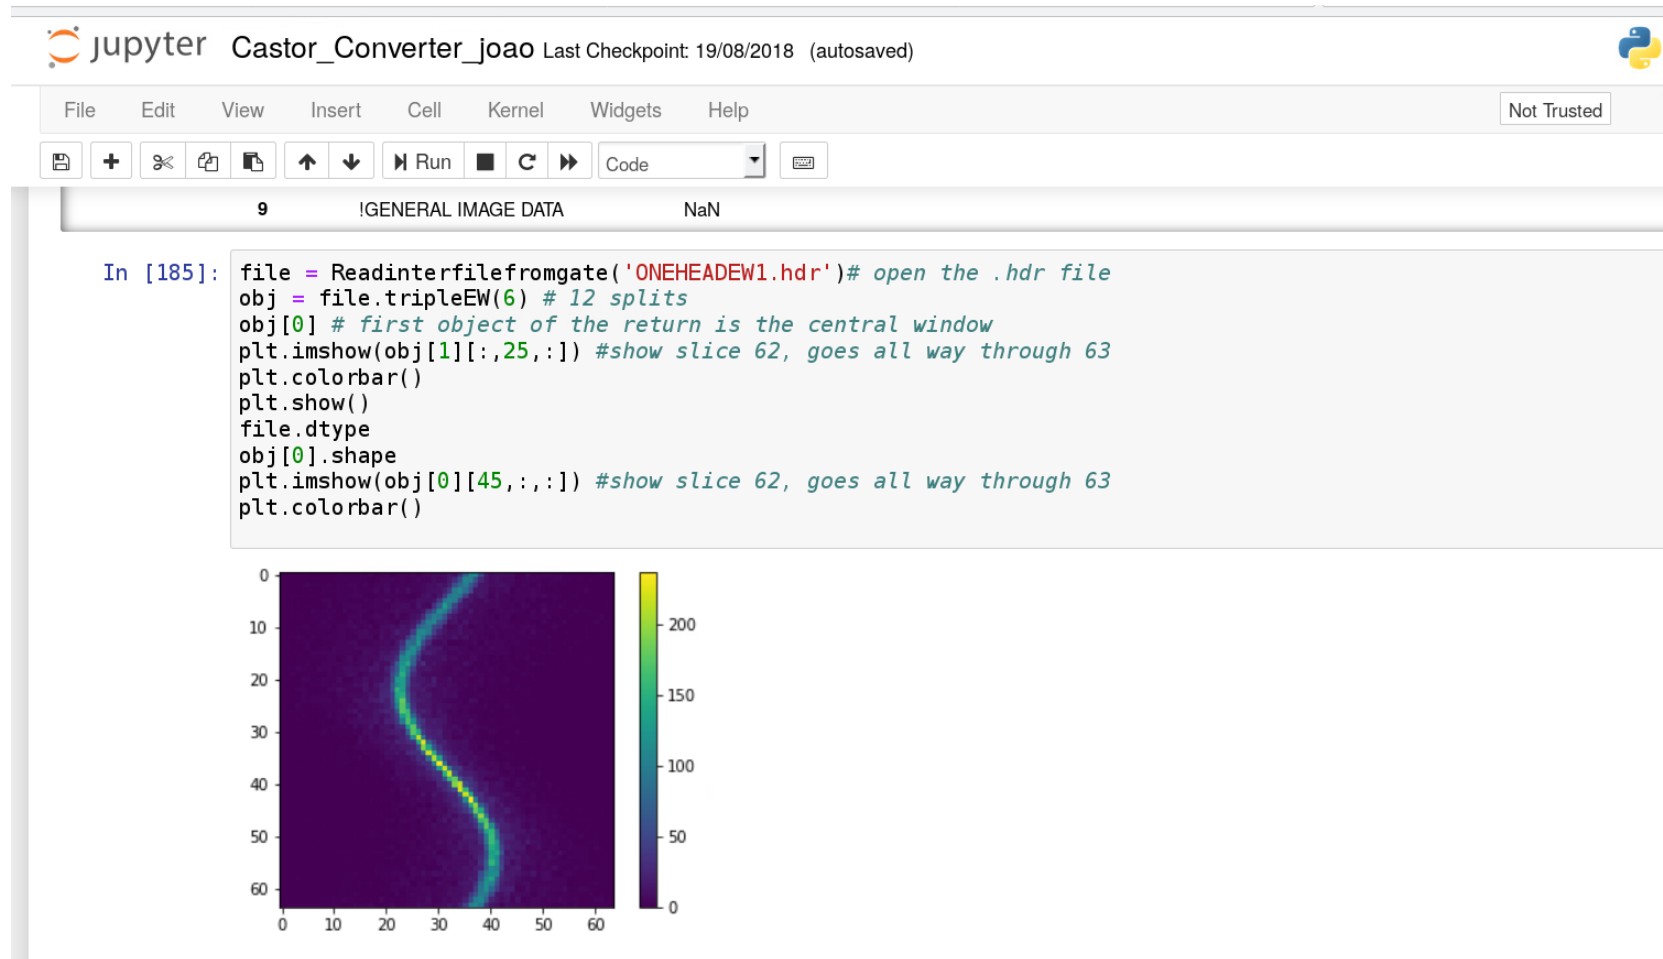 jupyter Castor_Converter_joao Last Checkpoint: 19/08/2018 (autosaved)
File Edit View Insert Cell Kernel Widgets Help Not Trusted
Run Code
9 !GENERAL IMAGE DATA NaN
In [185]: file = Readinterfilefromgate('ONEHEADEW1.hdr')# open the .hdr file
obj = file.tripleEW(6) # 12 splits
obj[0] # first object of the return is the central window
plt.imshow(obj[1][:,25,:]) #show slice 62, goes all way through 63
plt.colorbar()
plt.show()
file.dtype
obj[0].shape
plt.imshow(obj[0][45,:,:]) #show slice 62, goes all way through 63
plt.colorbar()
0
10
20
30
40
50
60
0 10 20 30 40 50 60
200
150
100
50
0